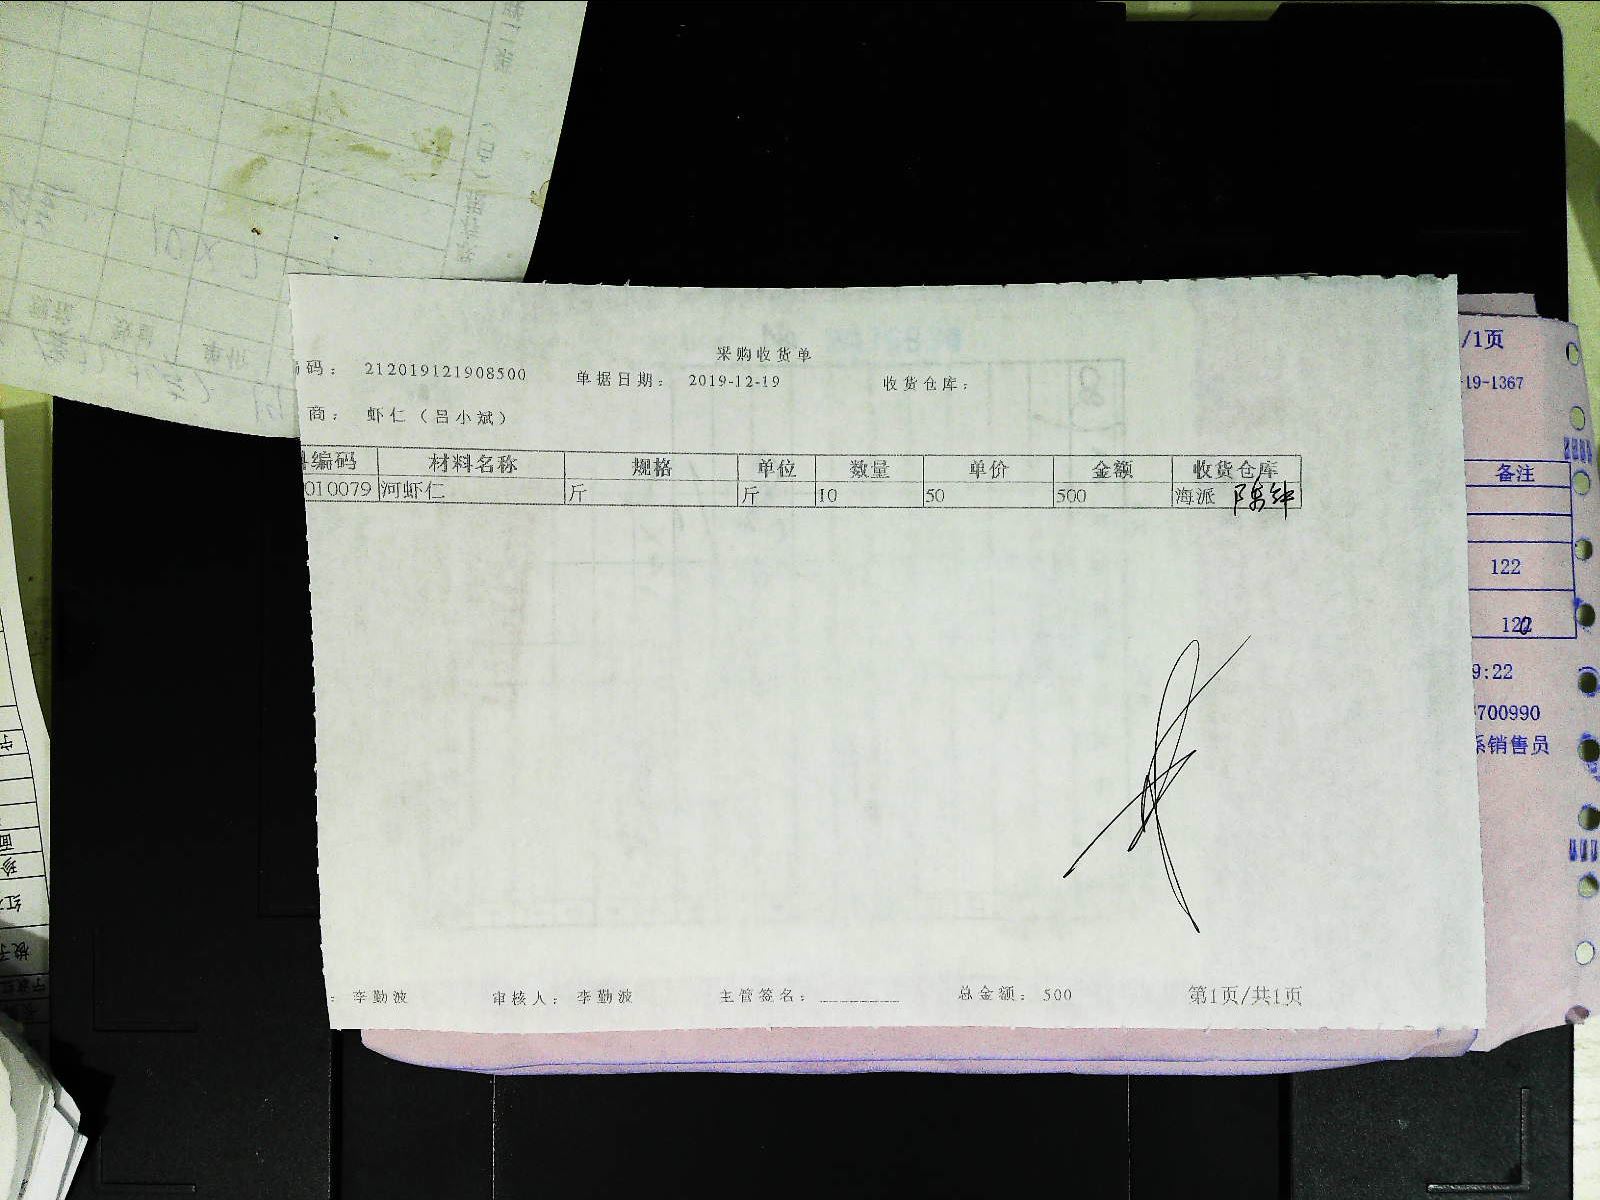 采购收货单
码： 212019121908500 单据日期： 2019-12-19 收货仓库：
商： 虾仁（吕小斌）
编码 材料名称 规格 单位 数量 单价 金额 收货仓库
010079 河虾仁 斤 斤 10 50 500 海派
： 李勤波 审核人： 李勤波 主管签名： 总金额： 500 第1页/共1页
/1页
19-1367
备注
122
9:22
700990
系销售员